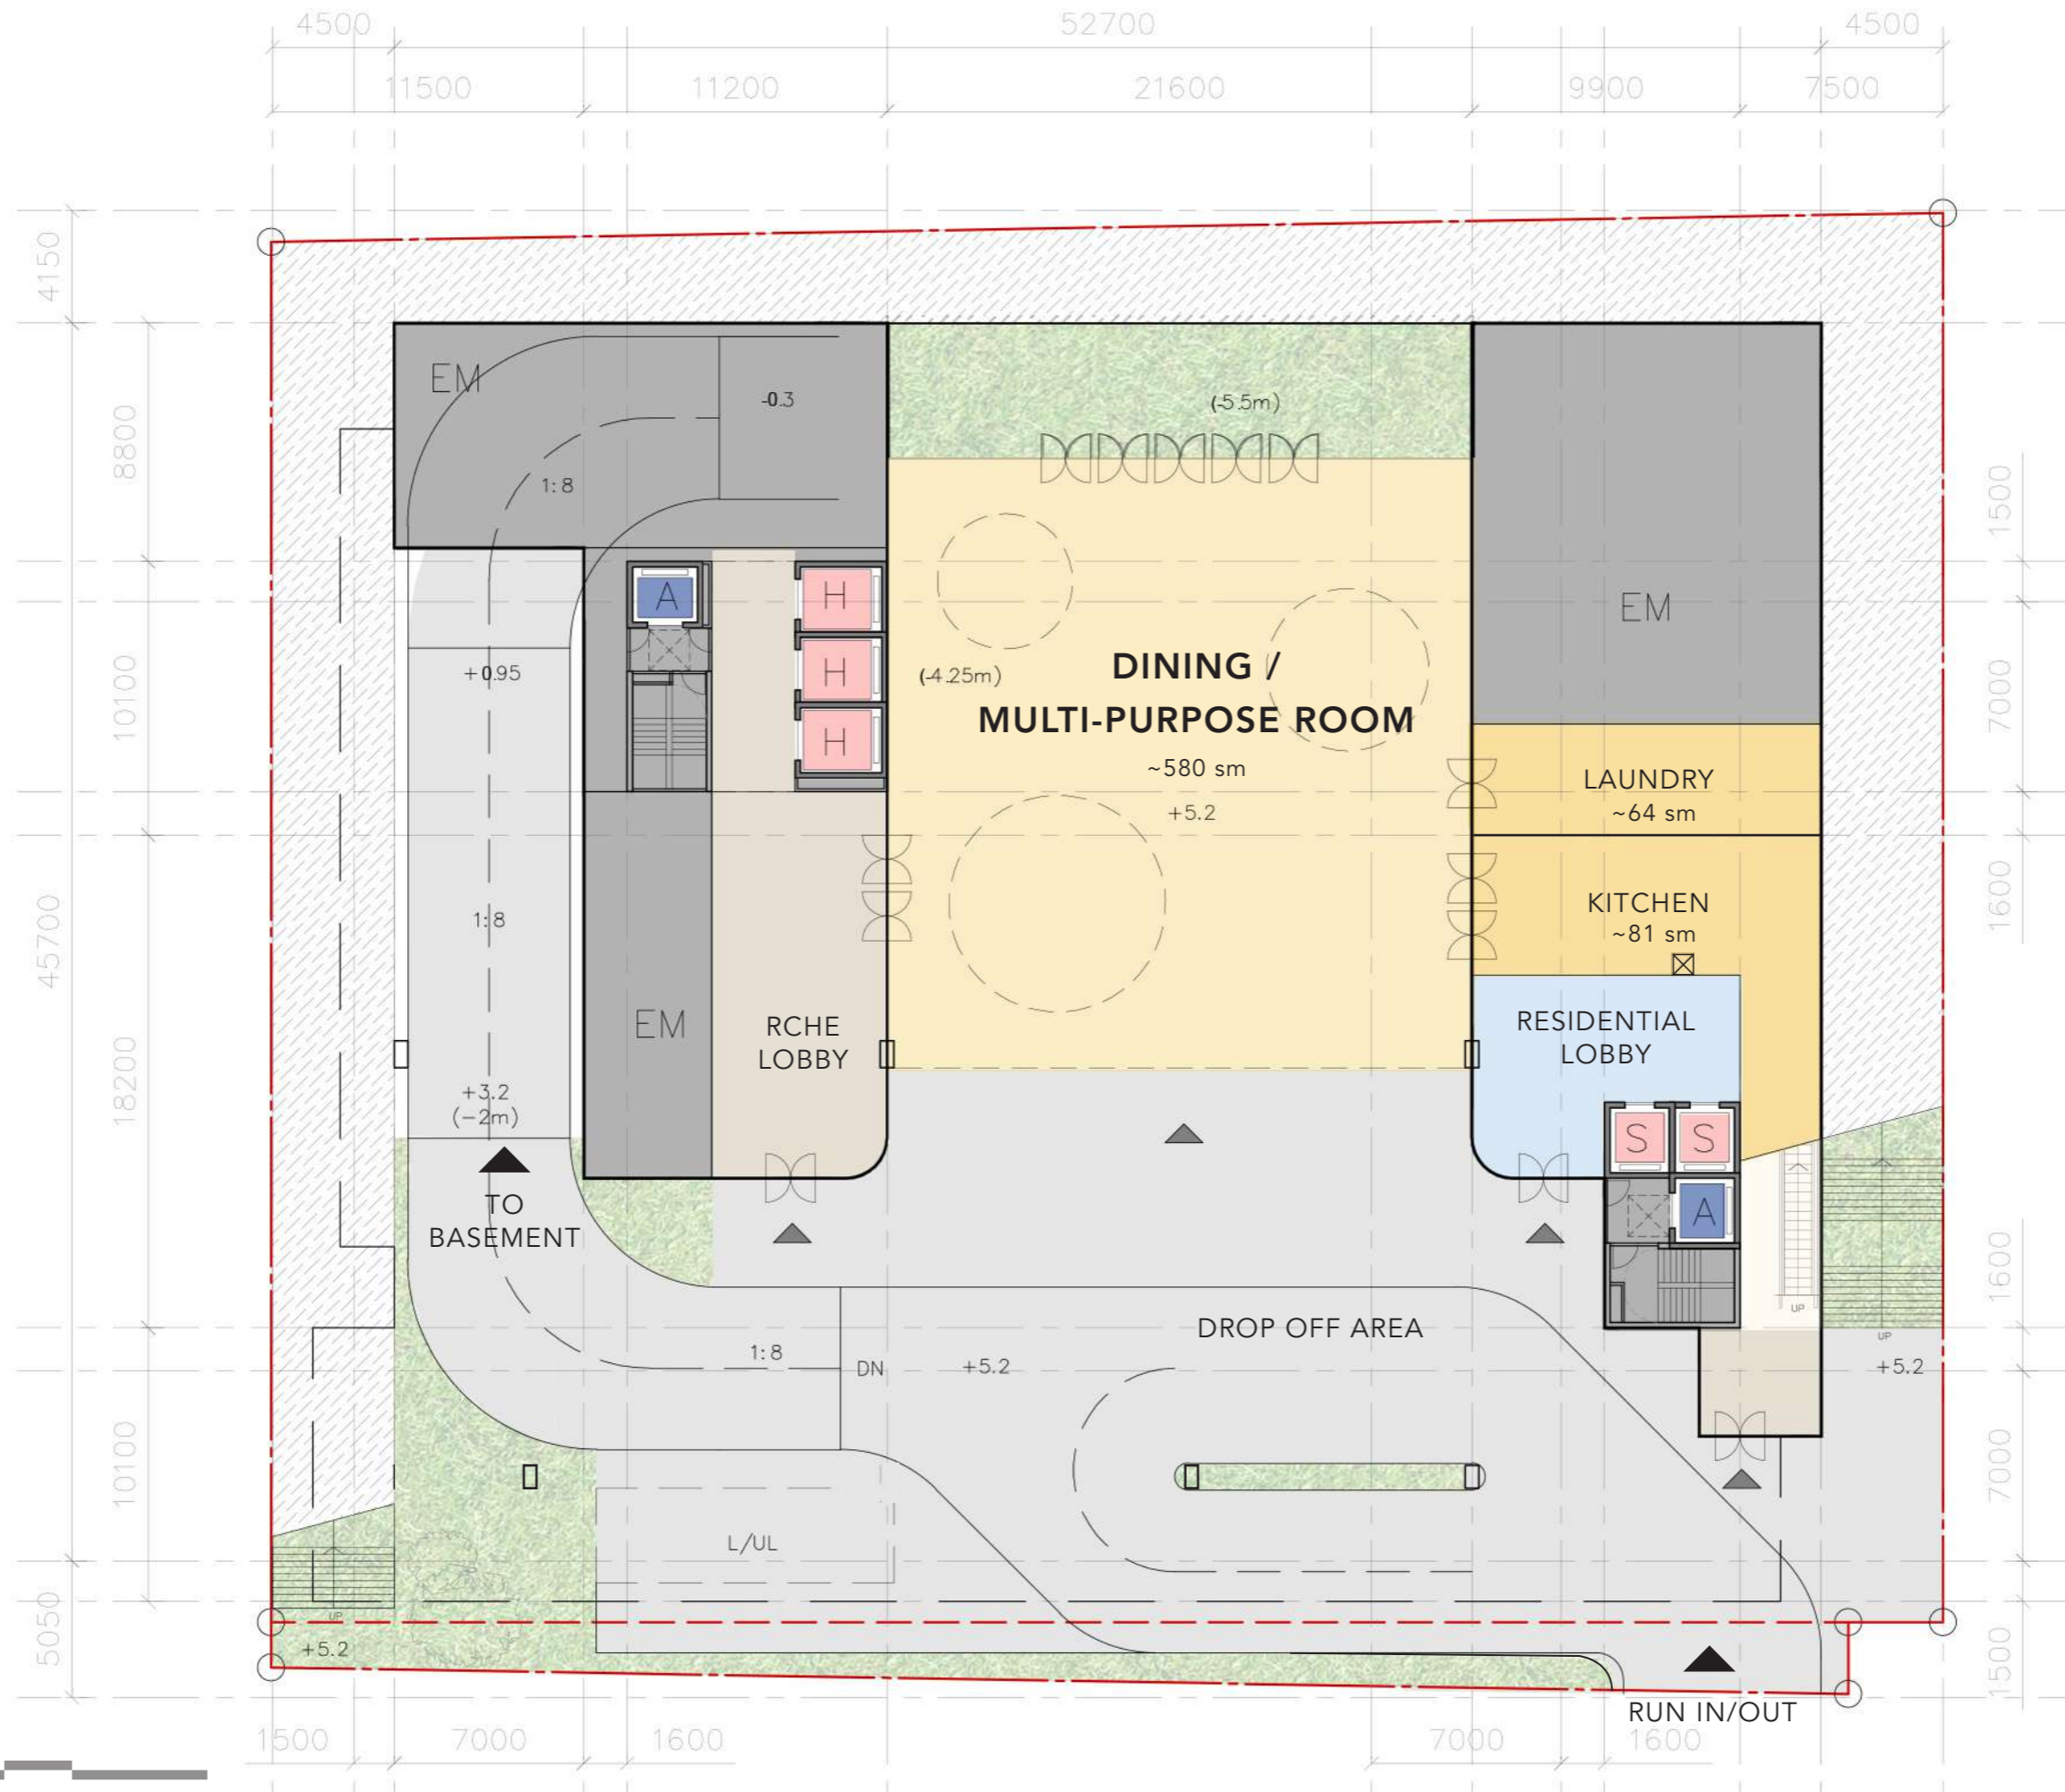 4500
52700
4500
11500
11200
21600
9900
7500
4150
EM
-0.3
(-5.5m)
8800
1:8
1500
A
H
EM
+0.95
H
(-4.25m)
DINING /
MULTI-PURPOSE ROOM
10100
7000
H
~580 sm
+5.2
LAUNDRY
~64 sm
1:8
KITCHEN
~81 sm
45700
1600
EM
RCHE
LOBBY
RESIDENTIAL
LOBBY
18200
+3.2
(-2m)
S
S
TO
BASEMENT
A
1600
UP
DROP OFF AREA
UP
1:8
DN
+5.2
+5.2
10100
7000
L/UL
5050
UP
+5.2
1500
RUN IN/OUT
1500
7000
1600
7000
1600